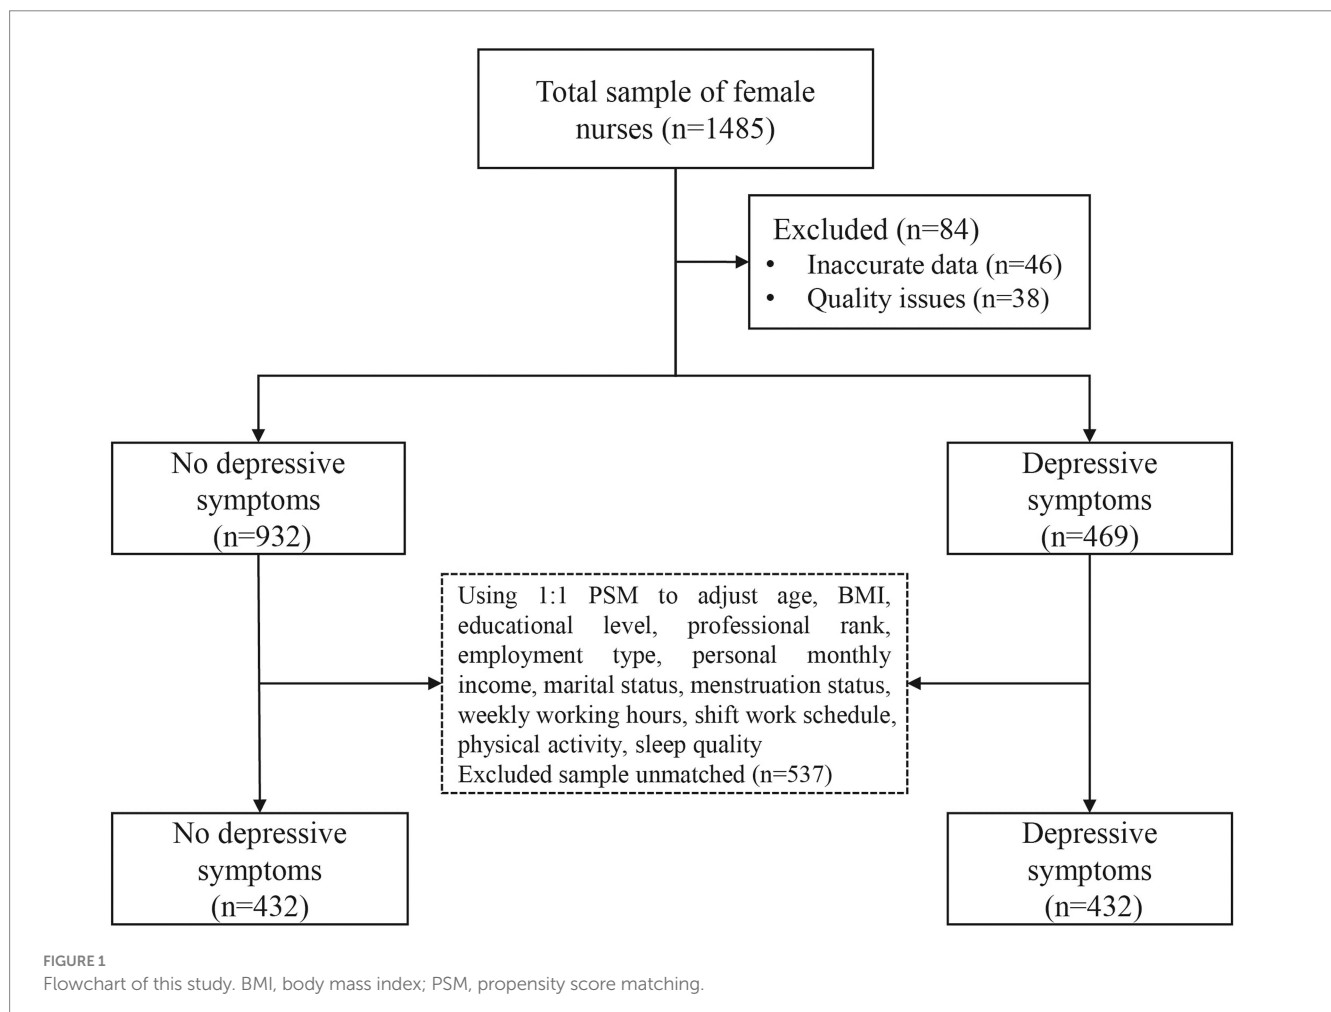 Total sample of female
nurses (n=1485)
Excluded (n=84)
• Inaccurate data (n=46)
• Quality issues (n=38)
No depressive
symptoms
(n=932)
Depressive
symptoms
(n=469)
Using 1:1 PSM to adjust age, BMI,
educational level, professional rank,
employment type, personal monthly
income, marital status, menstruation status,
weekly working hours, shift work schedule,
physical activity, sleep quality
Excluded sample unmatched (n=537)
No depressive
symptoms
(n=432)
Depressive
symptoms
(n=432)
FIGURE 1
Flowchart of this study. BMI, body mass index; PSM, propensity score matching.